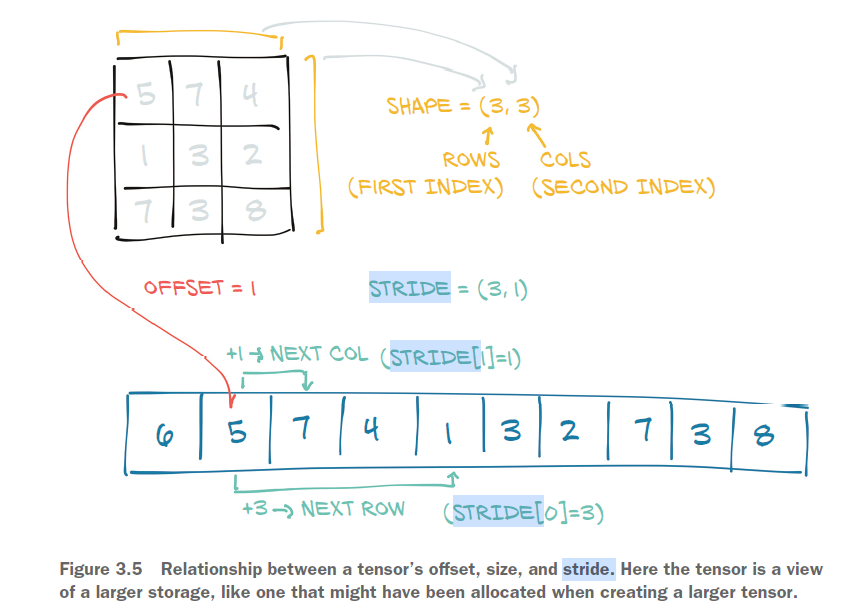 5 7 4
SHAPE = (3, 3)
1 3 2
ROWS COLS
(FIRST INDEX) (SECOND INDEX)
7 3 8
OFFSET = 1 STRIDE = (3, 1)
+1 → NEXT COL (STRIDE[1]=1)
6 5 7 4 1 3 2 7 3 8
+3 → NEXT ROW (STRIDE[0]=3)
Figure 3.5 Relationship between a tensor's offset, size, and stride. Here the tensor is a view
of a larger storage, like one that might have been allocated when creating a larger tensor.